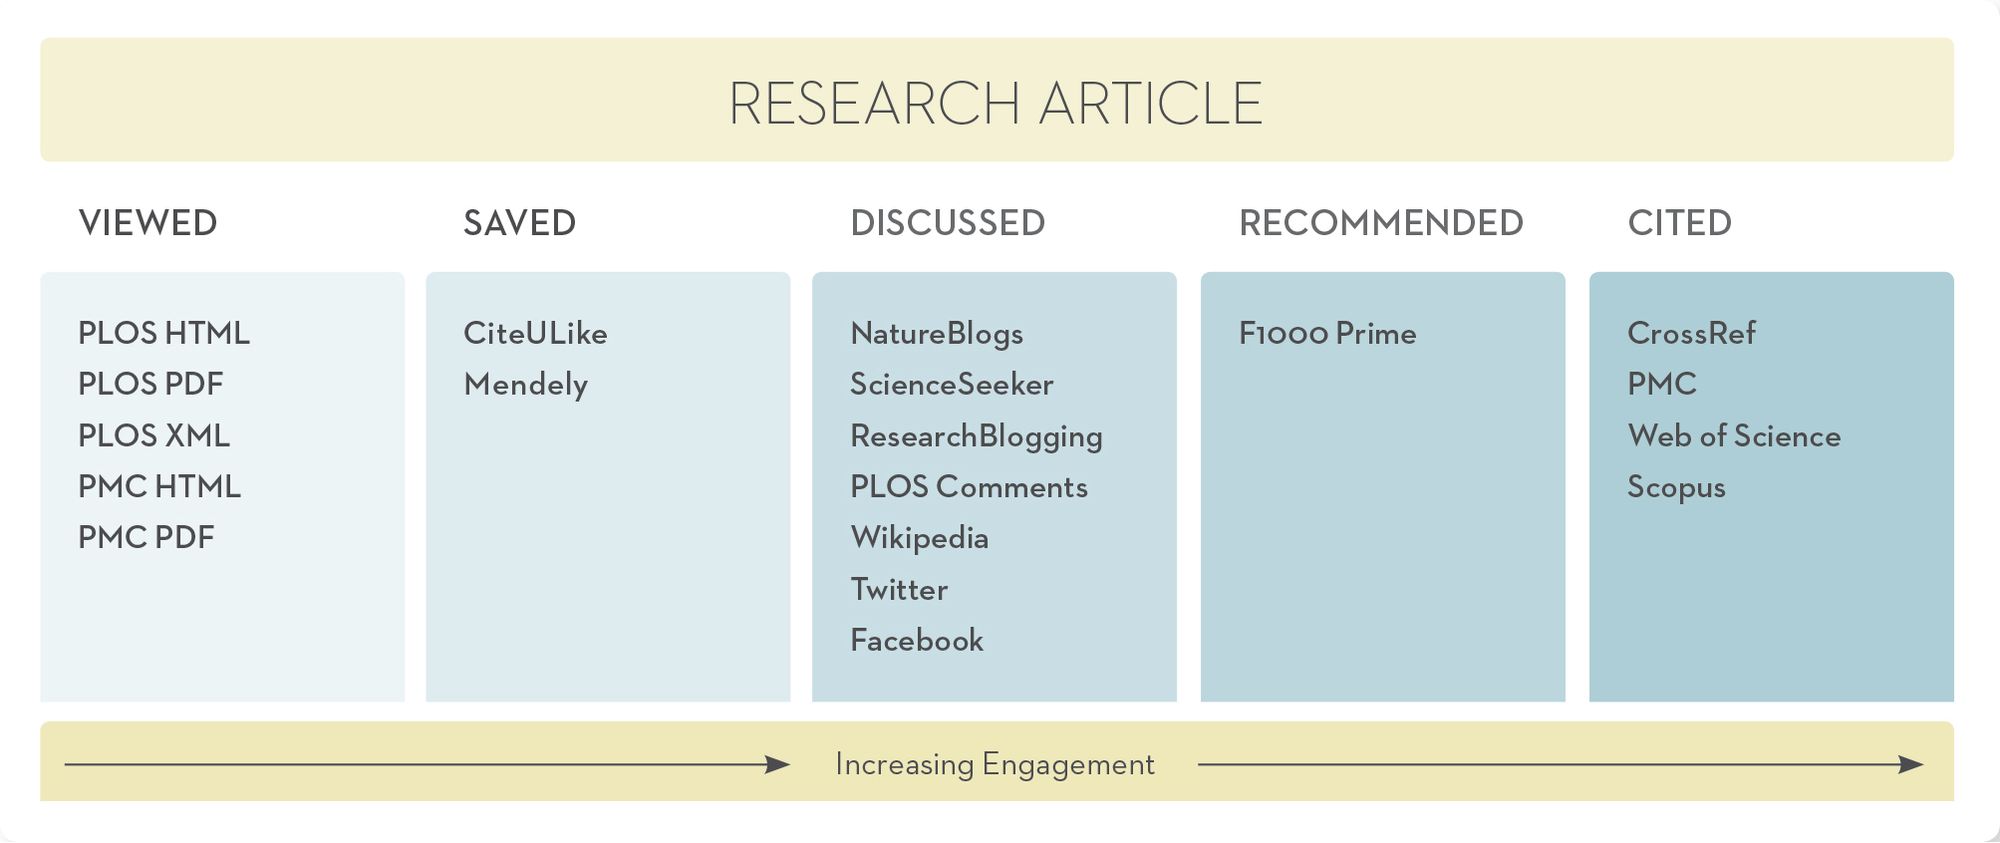 RESEARCH ARTICLE
VIEWED
PLOS HTML
PLOS PDF
PLOS XML
PMC HTML
PMC PDF
SAVED
CiteULike
Mendely
DISCUSSED
NatureBlogs
ScienceSeeker
ResearchBlogging
PLOS Comments
Wikipedia
Twitter
Facebook
RECOMMENDED
F1000 Prime
CITED
CrossRef
PMC
Web of Science
Scopus
Increasing Engagement